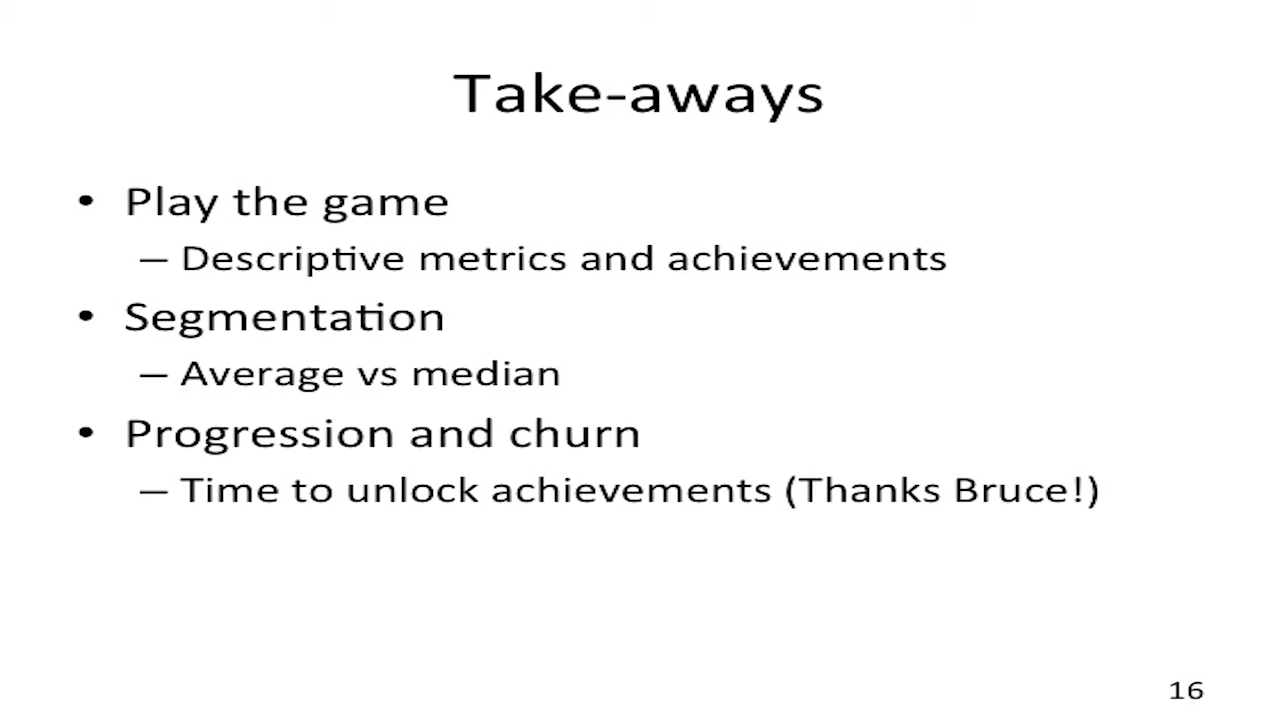 Take-aways
• Play the game
– Descriptive metrics and achievements
• Segmentation
– Average vs median
• Progression and churn
– Time to unlock achievements (Thanks Bruce!)
16